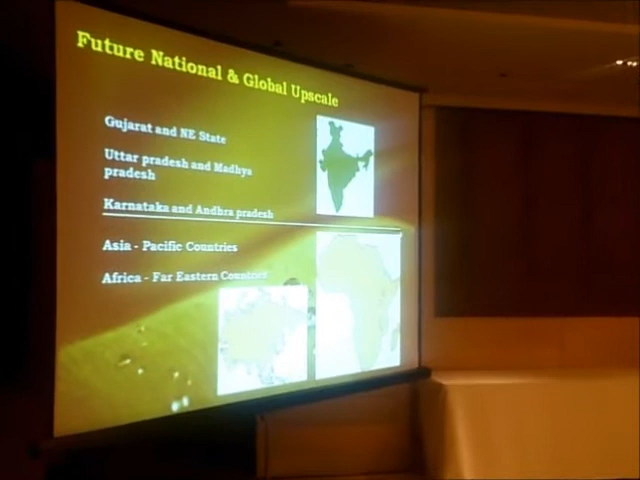 Future National & Global Upscale
Gujarat and NE State
Uttar pradesh and Madhya
pradesh
Karnataka and Andhra pradesh
Asia - Pacific Countries
Africa - Far Eastern Countries